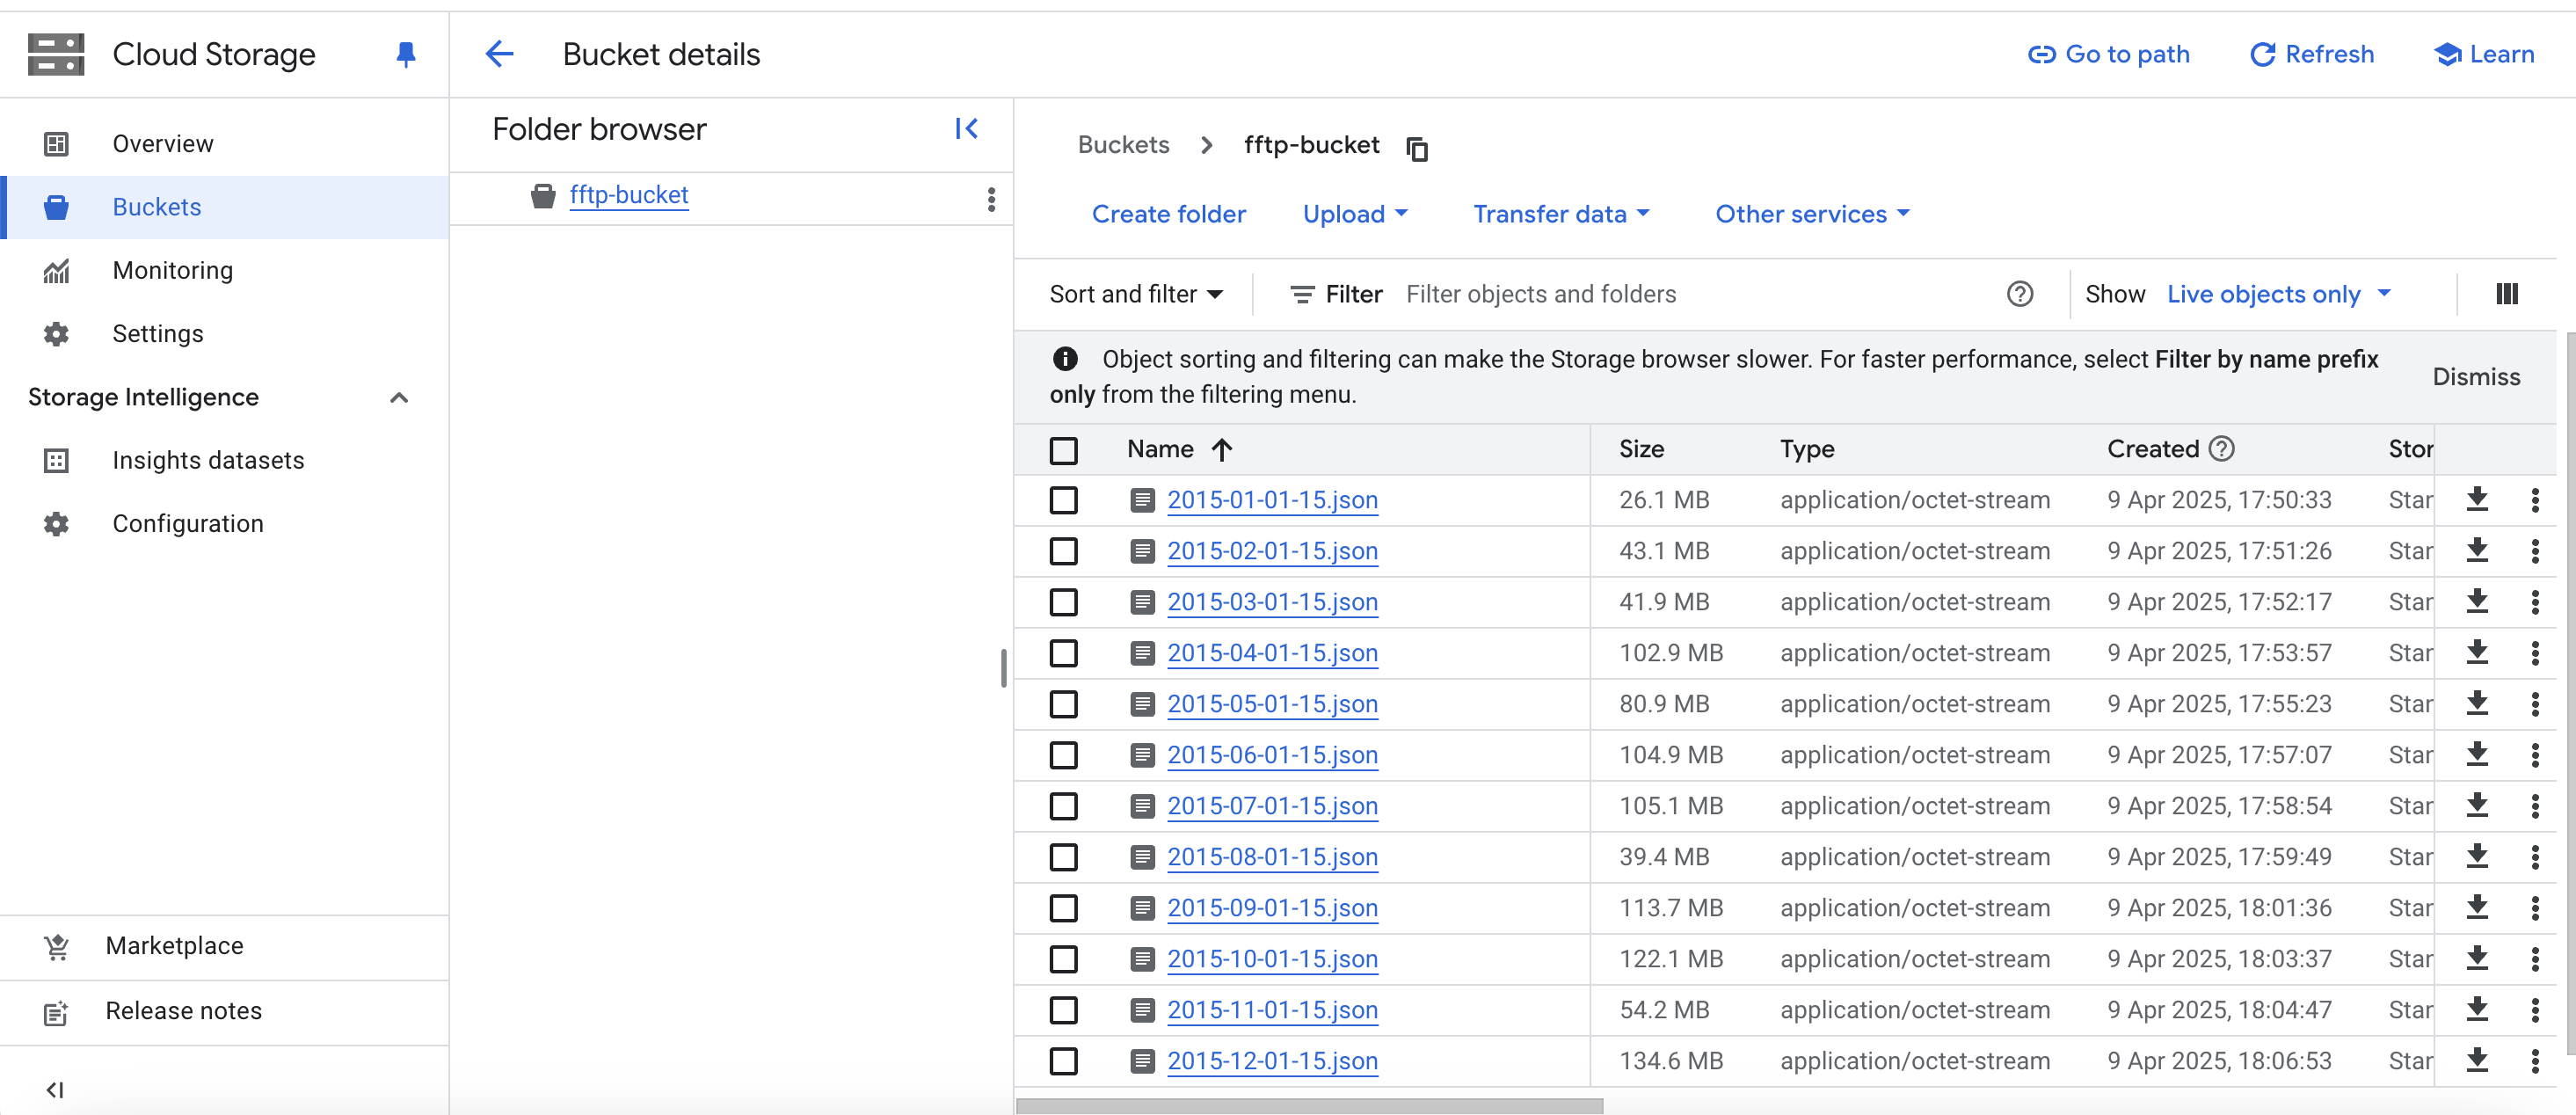 Cloud Storage
Bucket details
Go to path
Refresh
Learn
Overview
Buckets
Monitoring
Settings
Storage Intelligence
Insights datasets
Configuration
Marketplace
Release notes
Folder browser
fftp-bucket
Buckets
fftp-bucket
Create folder
Upload
Transfer data
Other services
Sort and filter
Filter
Filter objects and folders
Show
Live objects only
Object sorting and filtering can make the Storage browser slower. For faster performance, select Filter by name prefix
only from the filtering menu.
Dismiss
Name Size Type Created Stor
2015-01-01-15.json 26.1 MB application/octet-stream 9 Apr 2025, 17:50:33 Star
2015-02-01-15.json 43.1 MB application/octet-stream 9 Apr 2025, 17:51:26 Star
2015-03-01-15.json 41.9 MB application/octet-stream 9 Apr 2025, 17:52:17 Star
2015-04-01-15.json 102.9 MB application/octet-stream 9 Apr 2025, 17:53:57 Star
2015-05-01-15.json 80.9 MB application/octet-stream 9 Apr 2025, 17:55:23 Star
2015-06-01-15.json 104.9 MB application/octet-stream 9 Apr 2025, 17:57:07 Star
2015-07-01-15.json 105.1 MB application/octet-stream 9 Apr 2025, 17:58:54 Star
2015-08-01-15.json 39.4 MB application/octet-stream 9 Apr 2025, 17:59:49 Star
2015-09-01-15.json 113.7 MB application/octet-stream 9 Apr 2025, 18:01:36 Star
2015-10-01-15.json 122.1 MB application/octet-stream 9 Apr 2025, 18:03:37 Star
2015-11-01-15.json 54.2 MB application/octet-stream 9 Apr 2025, 18:04:47 Star
2015-12-01-15.json 134.6 MB application/octet-stream 9 Apr 2025, 18:06:53 Star